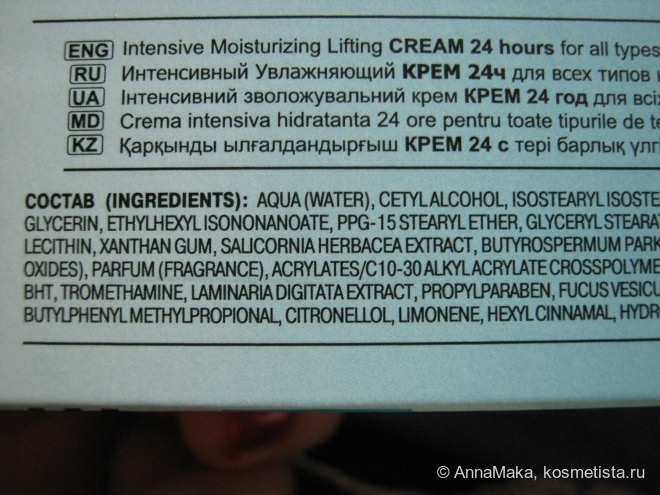 ENG Intensive Moisturizing Lifting CREAM 24 hours for all types
RU Интенсивный Увлажняющий КРЕМ 24ч для всех типов
UA Інтенсивний зволожувальний крем КРЕМ 24 год для всіх
MD Crema intensiva hidratanta 24 ore pentru toate tipurile de
KZ Қарқынды ылғалдандырғыш КРЕМ 24 с тері барлық
СОСТАВ (INGREDIENTS): AQUA (WATER), CETYL ALCOHOL, ISOSTEARYL
GLYCERIN, ETHYLHEXYL ISONONANOATE, PPG-15 STEARYL ETHER, GLYCERYL
LECITHIN, XANTHAN GUM, SALICORNIA HERBACEA EXTRACT, BUTYROSPERMUM
OXIDES), PARFUM (FRAGRANCE), ACRYLATES/C10-30 ALKYL ACRYLATE
BHT, TROMETHAMINE, LAMINARIA DIGITATA EXTRACT, PROPYLPARABEN, FUCUS
BUTYLPHENYL METHYLPROPIONAL, CITRONELLOL, LIMONENE, HEXYL CINNAMAL,
© AnnaMaka, kosmetista.ru